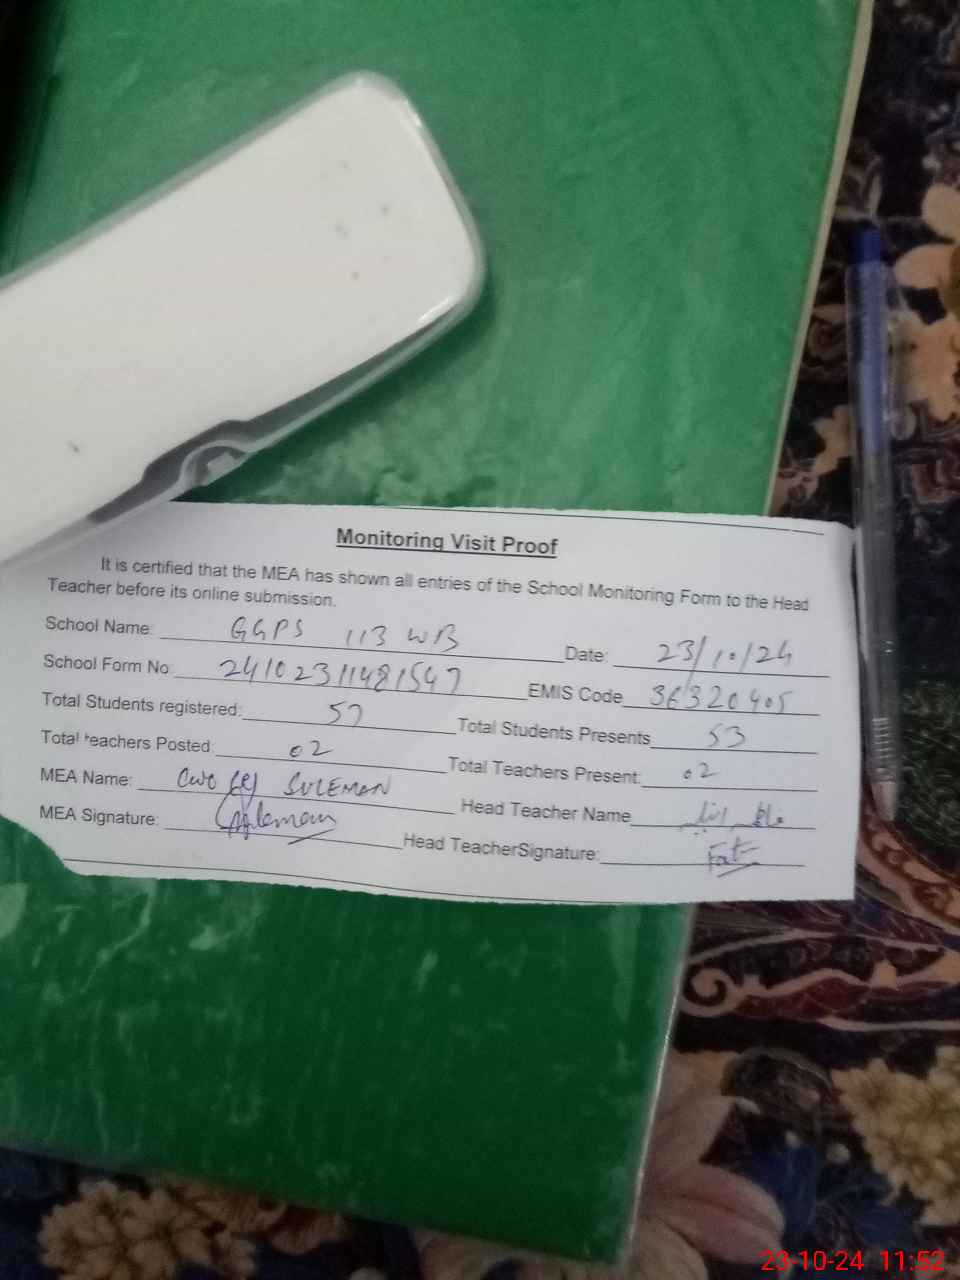 Monitoring Visit Proof
It is certified that the MEA has shown all entries of the School Monitoring Form to the Head
Teacher before its online submission.
School Name: GGPS 113 WB Date: 23/10/24
School Form No: 24102311481547 EMIS Code 36320405
Total Students registered: 57 Total Students Presents 53
Total Teachers Posted: 02 Total Teachers Present: 02
MEA Name: SULEMAN Head Teacher Name
MEA Signature: Head TeacherSignature:
23-10-24 11:52